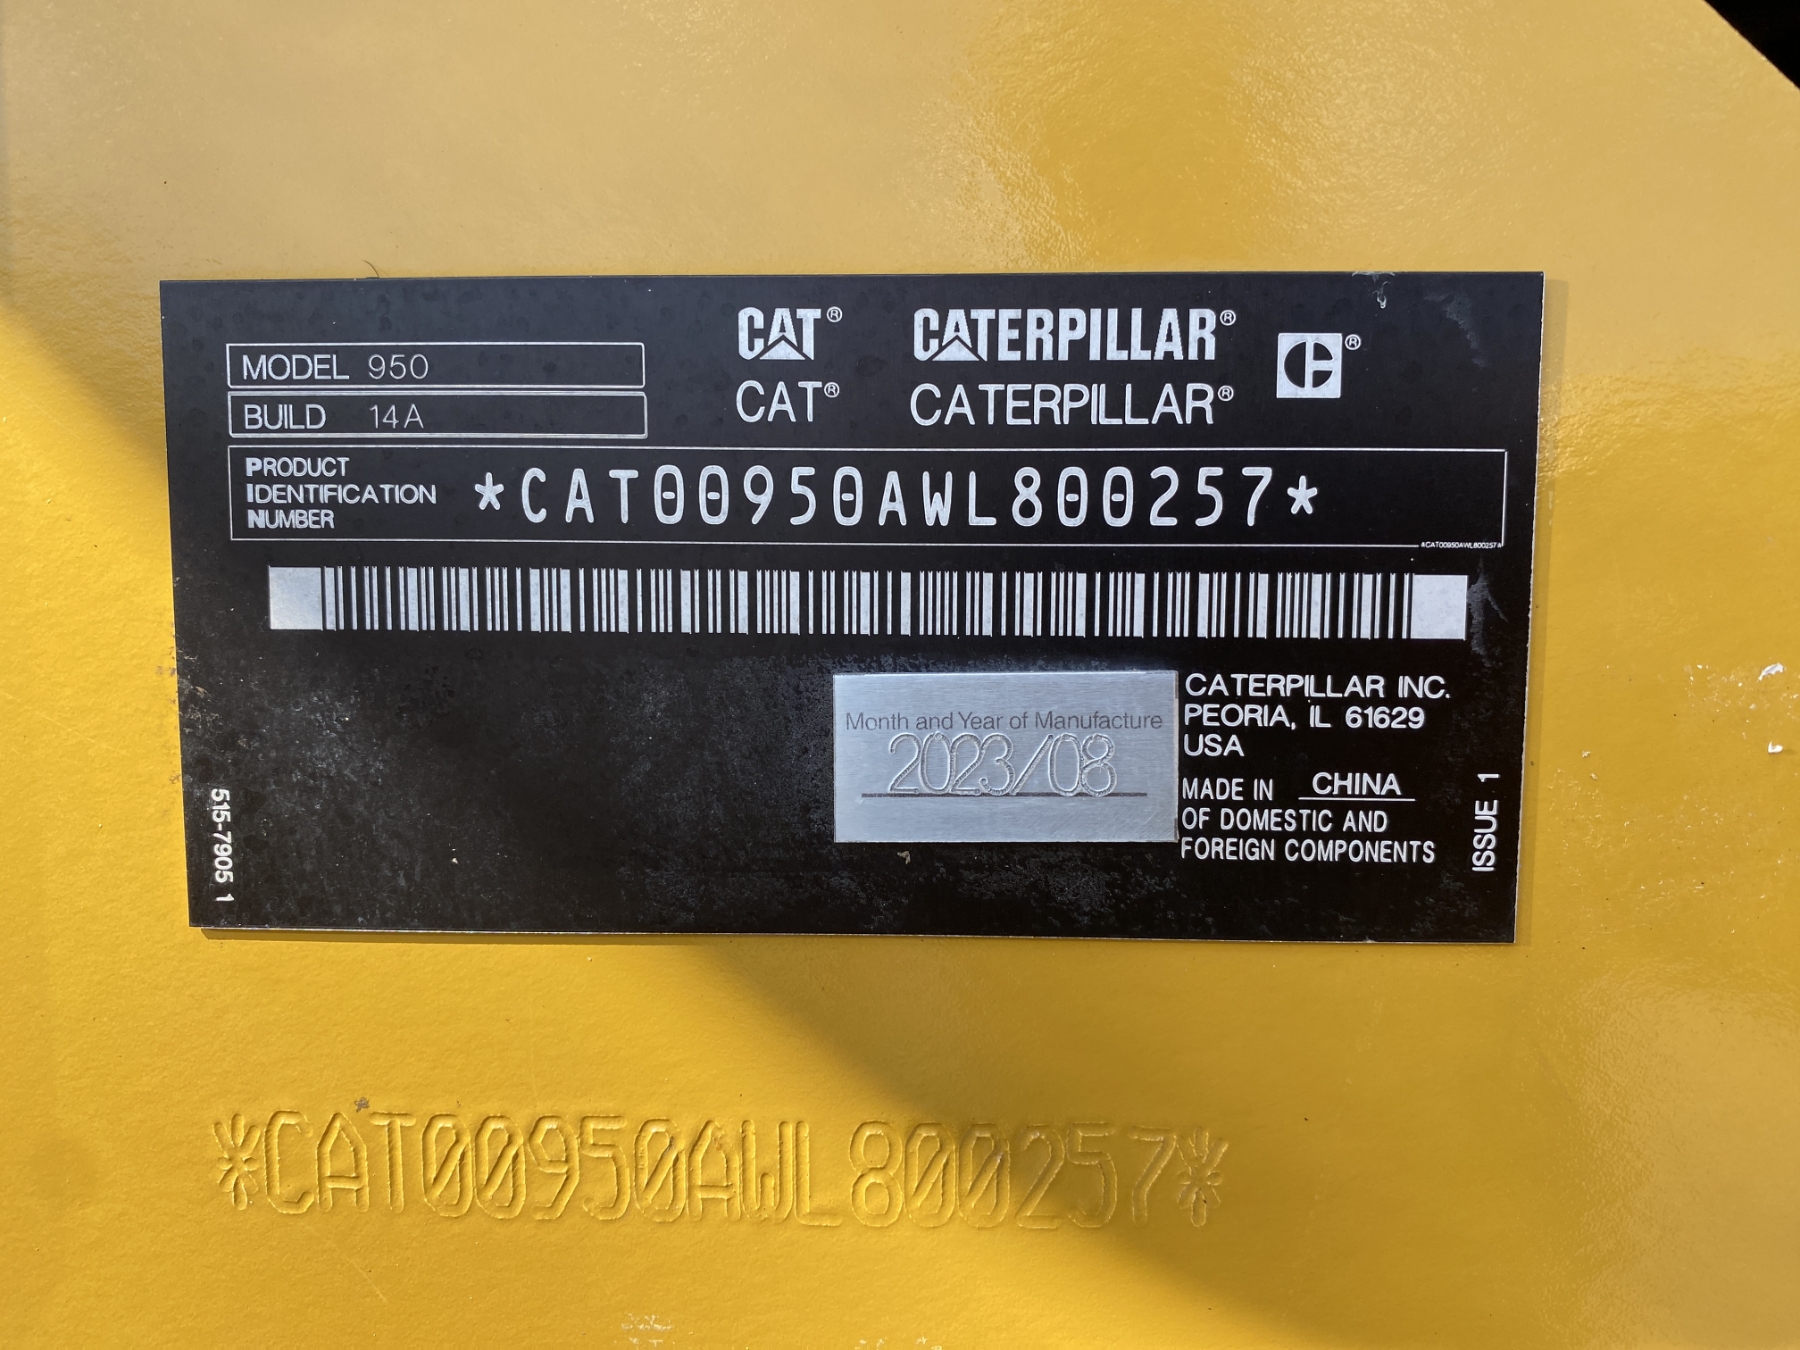 CAT® CATERPILLAR® C®
MODEL 950
CAT® CATERPILLAR®
BUILD 14A
PRODUCT
IDENTIFICATION
NUMBER
*CAT00950AWL800257*
*CAT00950AWL800257*
Month and Year of Manufacture
2023/08
CATERPILLAR INC.
PEORIA, IL 61629
USA
MADE IN CHINA
OF DOMESTIC AND
FOREIGN COMPONENTS
515-7905 1
ISSUE 1
*CAT00950AWL800257*